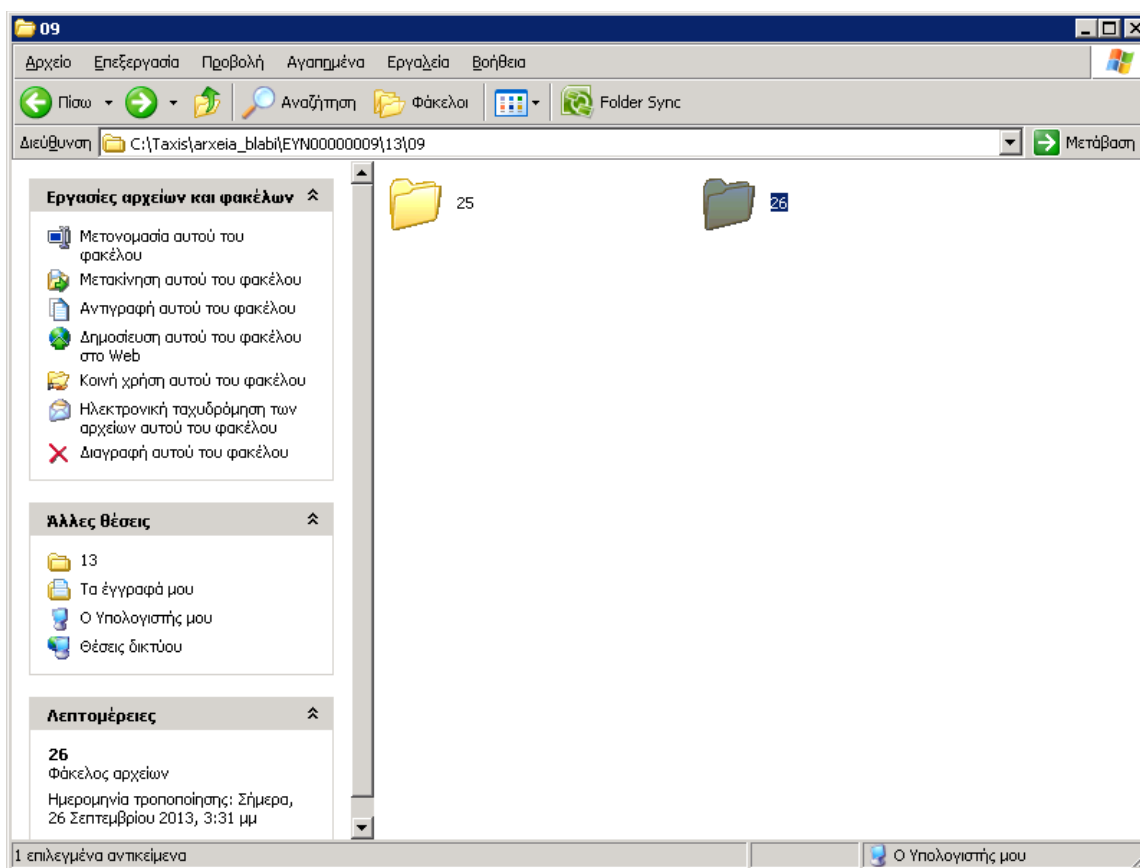 09
Αρχείο Επεξεργασία Προβολή Αγαπημένα Εργαλεία Βοήθεια
Πίσω Αναζήτηση Φάκελοι Folder Sync
Διεύθυνση C:\Taxis\arxeia_blabi\EYN00000009\13\09 Μετάβαση
Εργασίες αρχείων και φακέλων
Μετονομασία αυτού του
φακέλου
Μετακίνηση αυτού του φακέλου
Αντιγραφή αυτού του φακέλου
Δημοσίευση αυτού του φακέλου
στο Web
Κοινή χρήση αυτού του φακέλου
Ηλεκτρονική ταχυδρόμηση των
αρχείων αυτού του φακέλου
Διαγραφή αυτού του φακέλου
Άλλες θέσεις
13
Τα έγγραφά μου
Ο Υπολογιστής μου
Θέσεις δικτύου
Λεπτομέρειες
26
Φάκελος αρχείων
Ημερομηνία τροποποίησης: Σήμερα,
26 Σεπτεμβρίου 2013, 3:31 μμ
25
26
1 επιλεγμένα αντικείμενα Ο Υπολογιστής μου